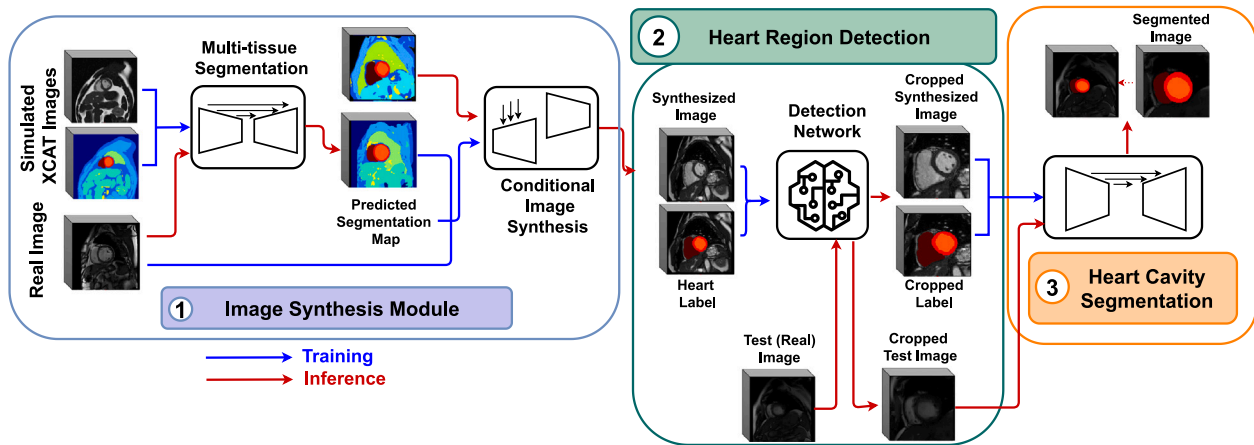 Simulated
XCAT Images
Real Image
Multi-tissue
Segmentation
Predicted
Segmentation
Map
Conditional
Image
Synthesis
1
Image Synthesis Module
Training
Inference
2
Heart Region Detection
Synthesized
Image
Heart
Label
Detection
Network
Cropped
Synthesized
Image
Cropped
Label
Test (Real)
Image
Cropped
Test Image
Segmented
Image
3
Heart Cavity
Segmentation